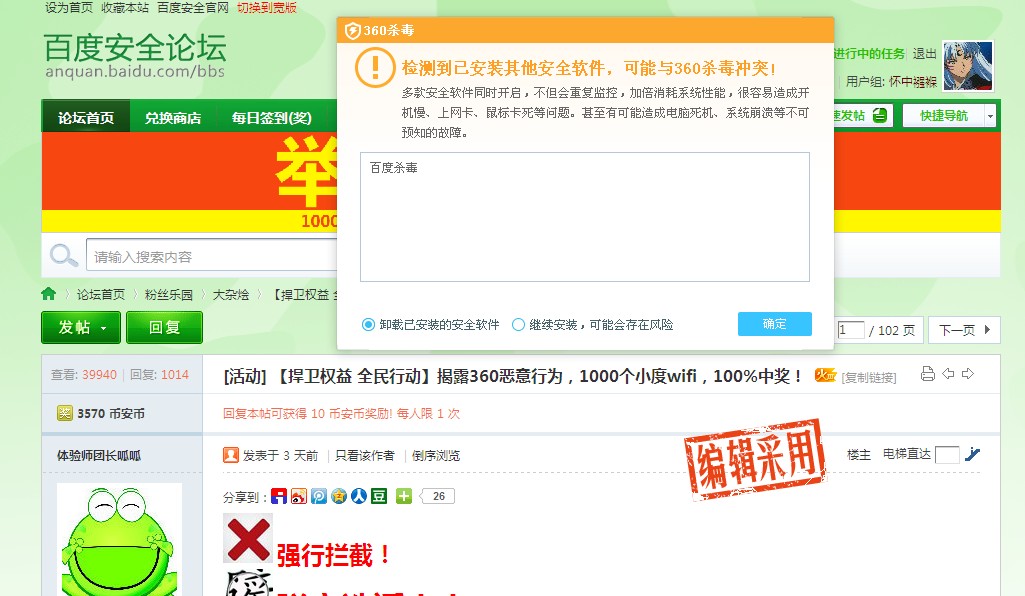 设为首页 收藏本站 百度安全官网 切换到宽版
百度安全论坛
anquan.baidu.com/bbs
360杀毒
检测到已安装其他安全软件，可能与360杀毒冲突！
多款安全软件同时开启，不但会重复监控，加倍消耗系统性能，很容易造成开
机慢、上网卡、鼠标卡死等问题。甚至有可能造成电脑死机、系统崩溃等不可
预知的故障。
百度杀毒
卸载已安装的安全软件 继续安装，可能会存在风险 确定
进行中的任务 退出
用户组: 怀中襁褓
论坛首页 兑换商店 每日签到(奖)
发帖 快捷导航
举
1000
请输入搜索内容
论坛首页 粉丝乐园 大杂烩 【捍卫权益 全
发帖 回复
1 / 102 页 下一页
查看: 39940 | 回复: 1014
[活动] 【捍卫权益 全民行动】揭露360恶意行为，1000个小度wifi，100%中奖！ 火 [复制链接]
奖 3570 币安币
回复本帖可获得 10 币安币奖励! 每人限 1 次
体验师团长呱呱
发表于 3 天前 | 只看该作者 | 倒序浏览
编辑采用
楼主 电梯直达
分享到： 豆 26
强行拦截！